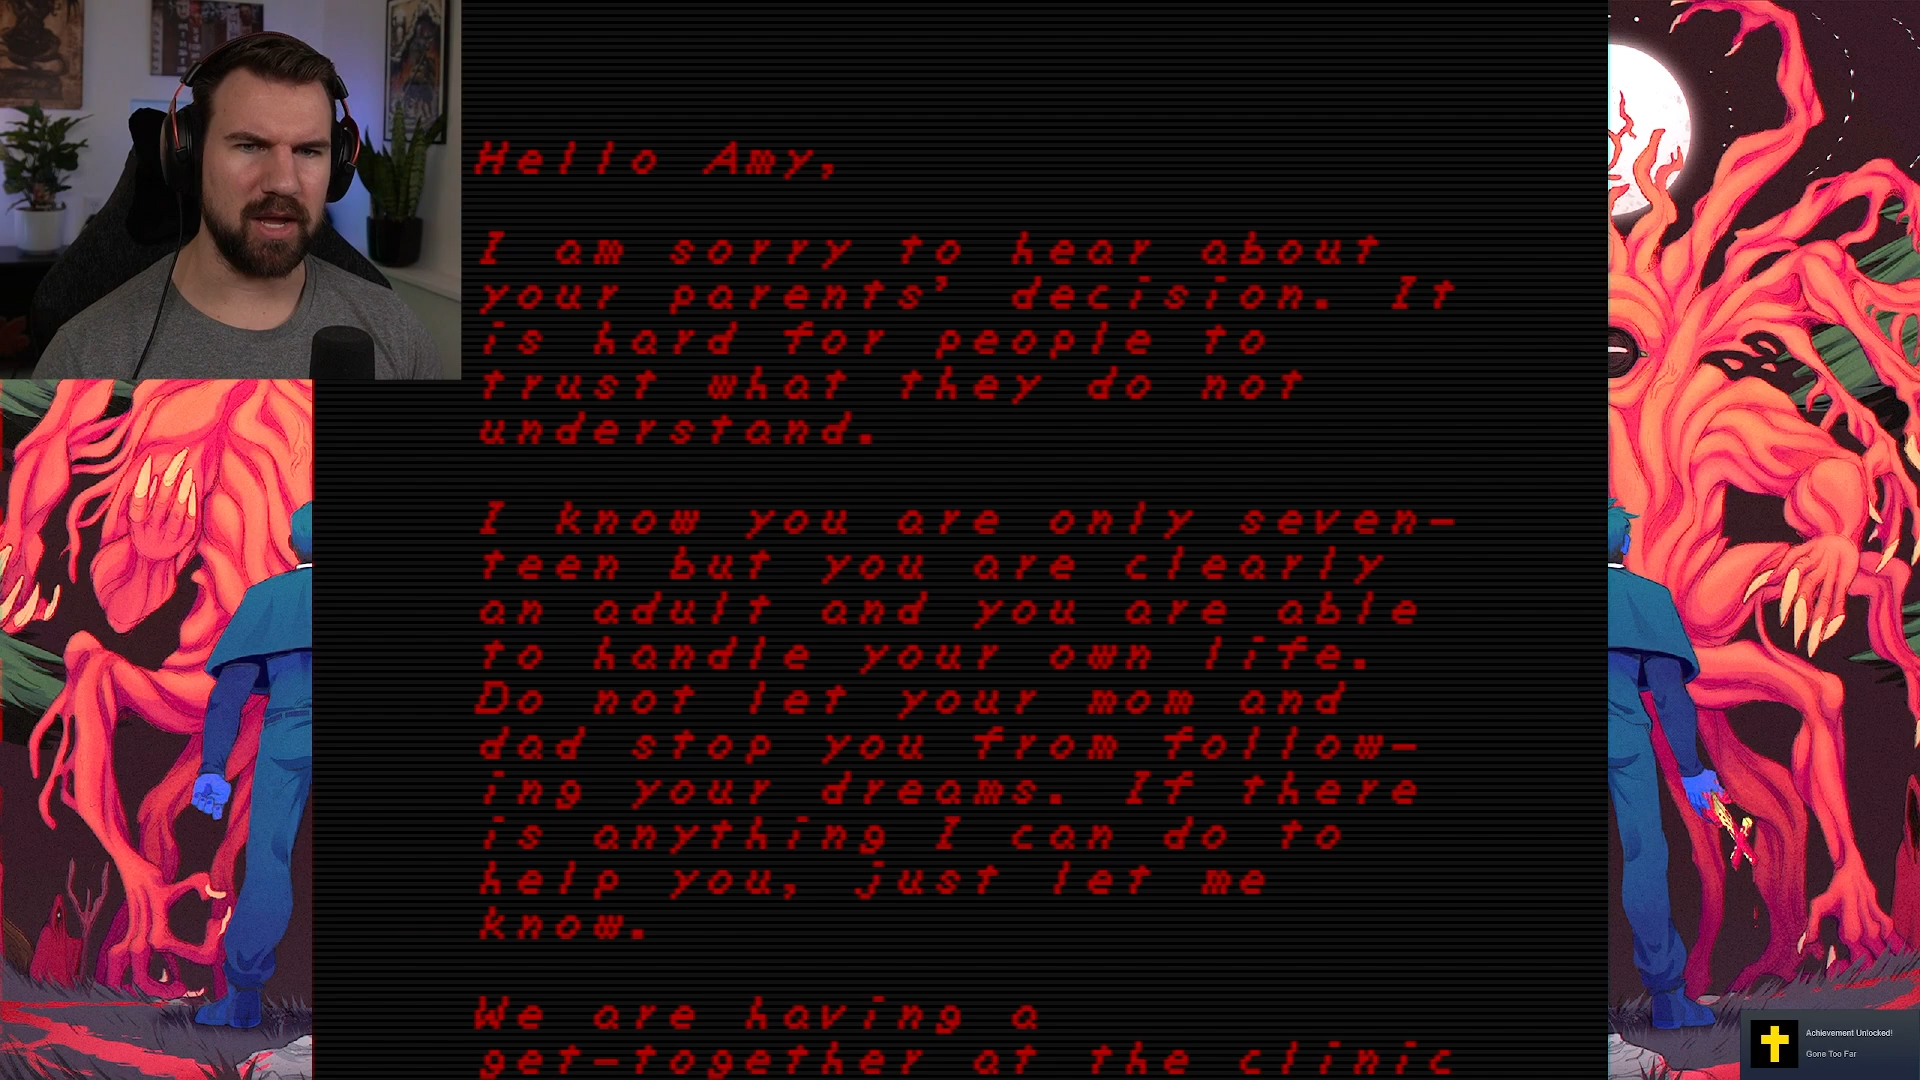 Hello Amy,
I am sorry to hear about
your parents' decision. It
is hard for people to
trust what they do not
understand.
I know you are only seven-
teen but you are clearly
an adult and you are able
to handle your own life.
Do not let your mom and
dad stop you from follow-
ing your dreams. If there
is anything I can do to
help you, just let me
know.
We are having a
get-together at the clinic
Achievement Unlocked!
Gone Too Far